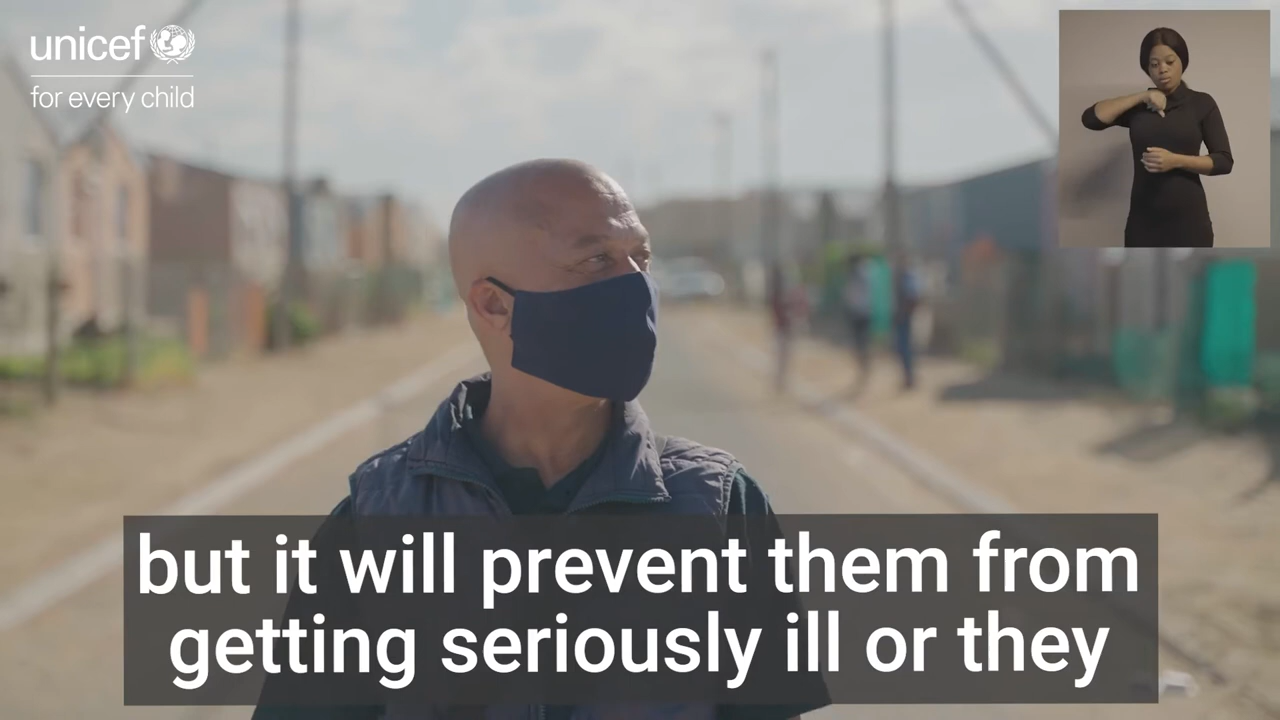 unicef
for every child
but it will prevent them from
getting seriously ill or they